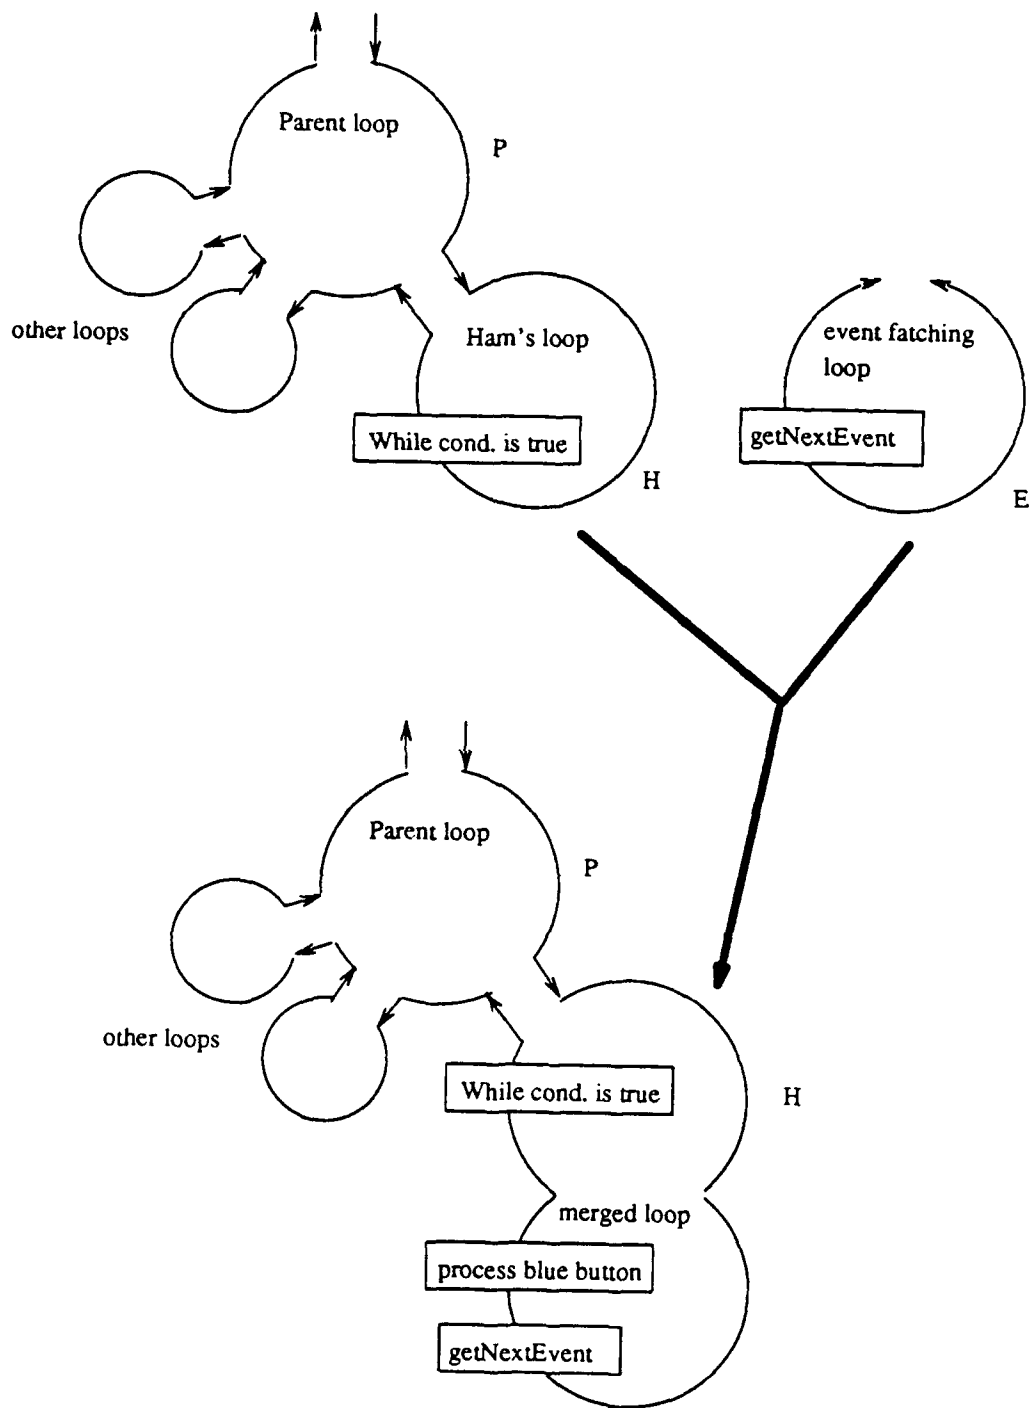 Parent loop
P
other loops
Ham's loop
event fatching
loop
While cond. is true
getNextEvent
H
E
Parent loop
P
other loops
While cond. is true
H
merged loop
process blue button
getNextEvent